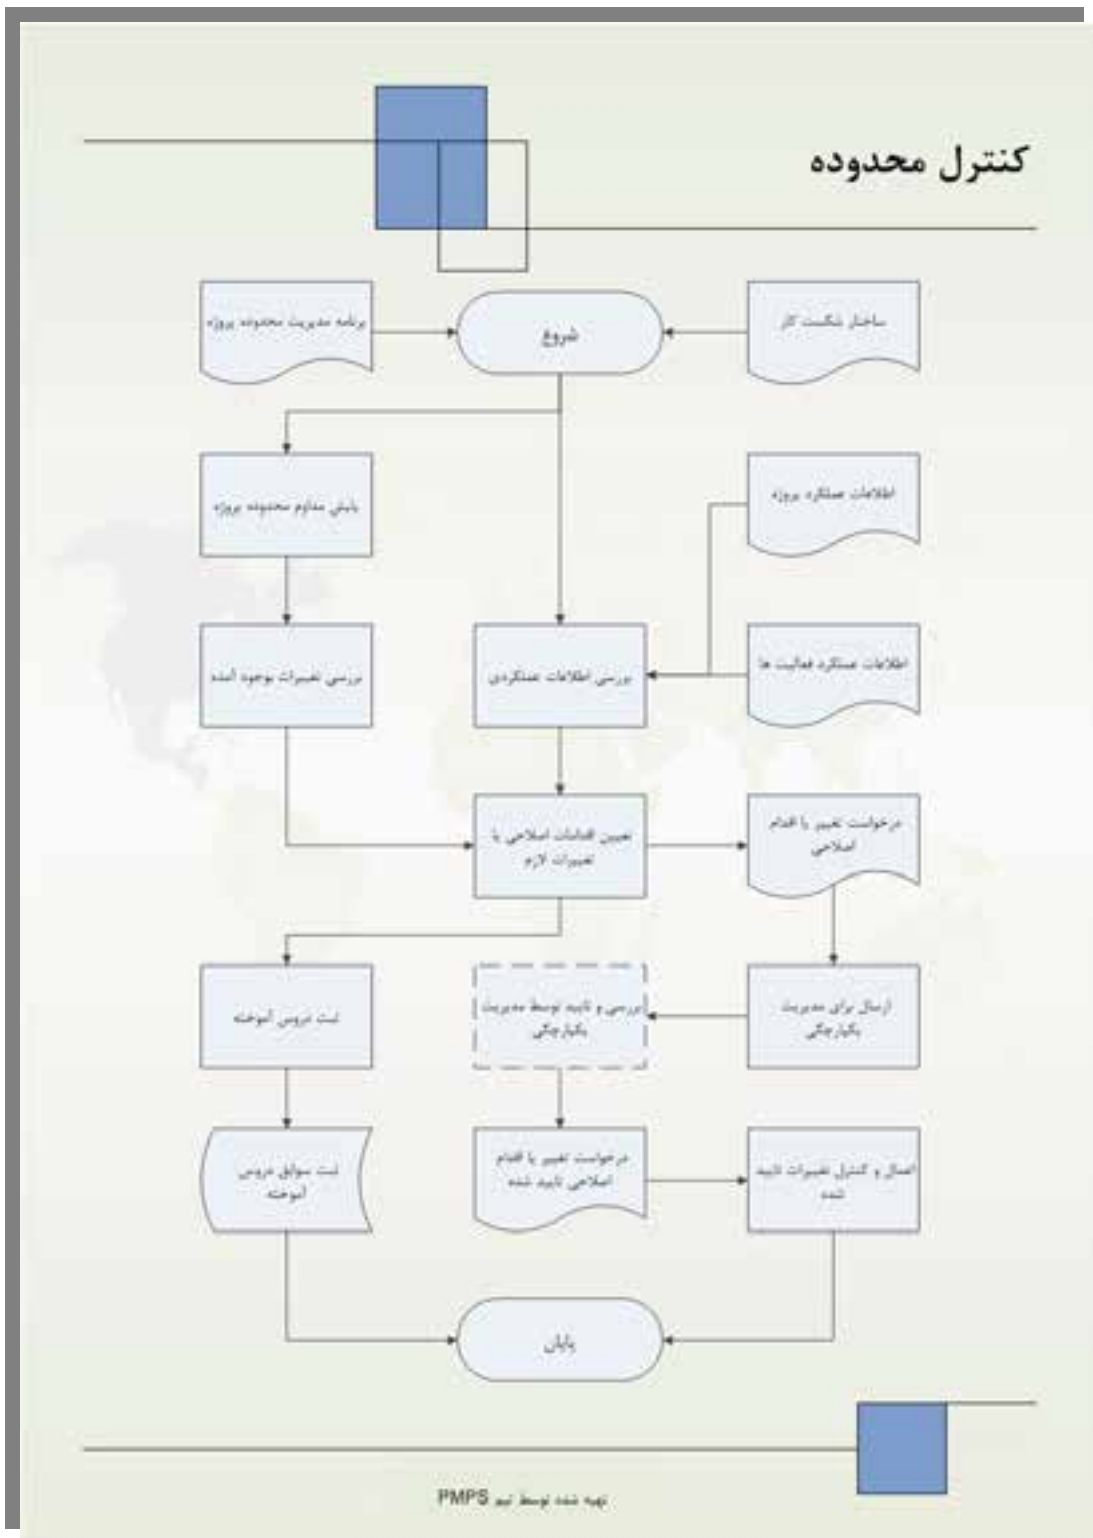 کنترل محدوده
ساختار شکست کار
شروع
برنامه مدیریت محدوده پروژه
اطلاعات عملکرد پروژه
پایش مداوم محدوده پروژه
اطلاعات عملکرد فعالیت ها
بررسی اطلاعات عملکردی
بررسی تغییرات بوجود آمده
درخواست تغییر یا اقدام
اصلاحی
تعیین اقدامات اصلاحی یا
تغییرات لازم
ارسال برای مدیریت
یکپارچگی
بررسی و تایید توسط مدیریت
یکپارچگی
ثبت دروس آموخته
اعمال و کنترل تغییرات تایید
شده
درخواست تغییر یا اقدام
اصلاحی تایید شده
ثبت سوابق دروس
آموخته
پایان
تهیه شده توسط تیم PMPS